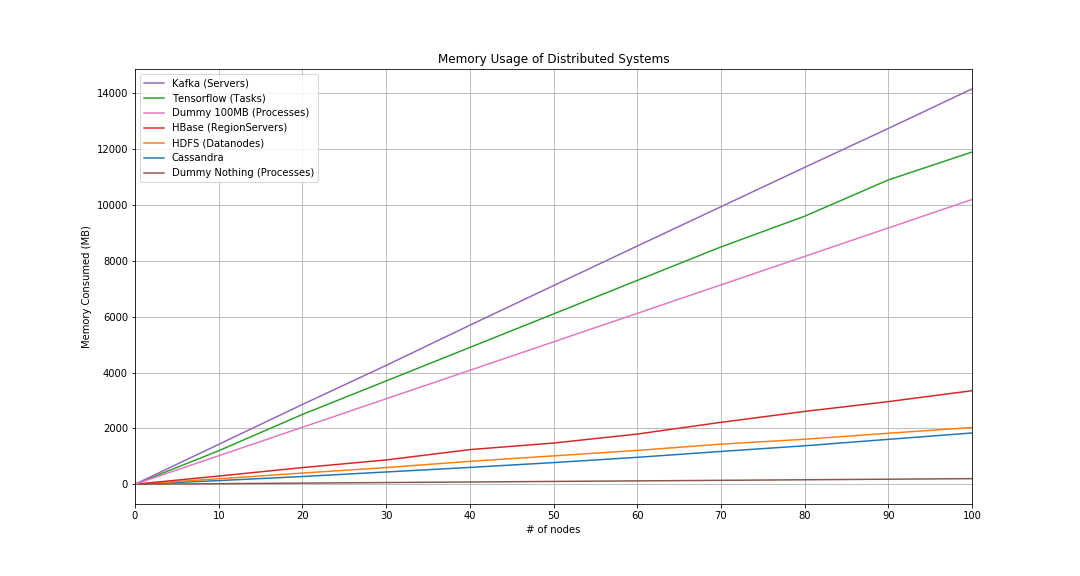 Memory Usage of Distributed Systems
Kafka (Servers)
Tensorflow (Tasks)
Dummy 100MB (Processes)
HBase (RegionServers)
HDFS (Datanodes)
Cassandra
Dummy Nothing (Processes)
Memory Consumed (MB)
14000
12000
10000
8000
6000
4000
2000
0
0 10 20 30 40 50 60 70 80 90 100
# of nodes